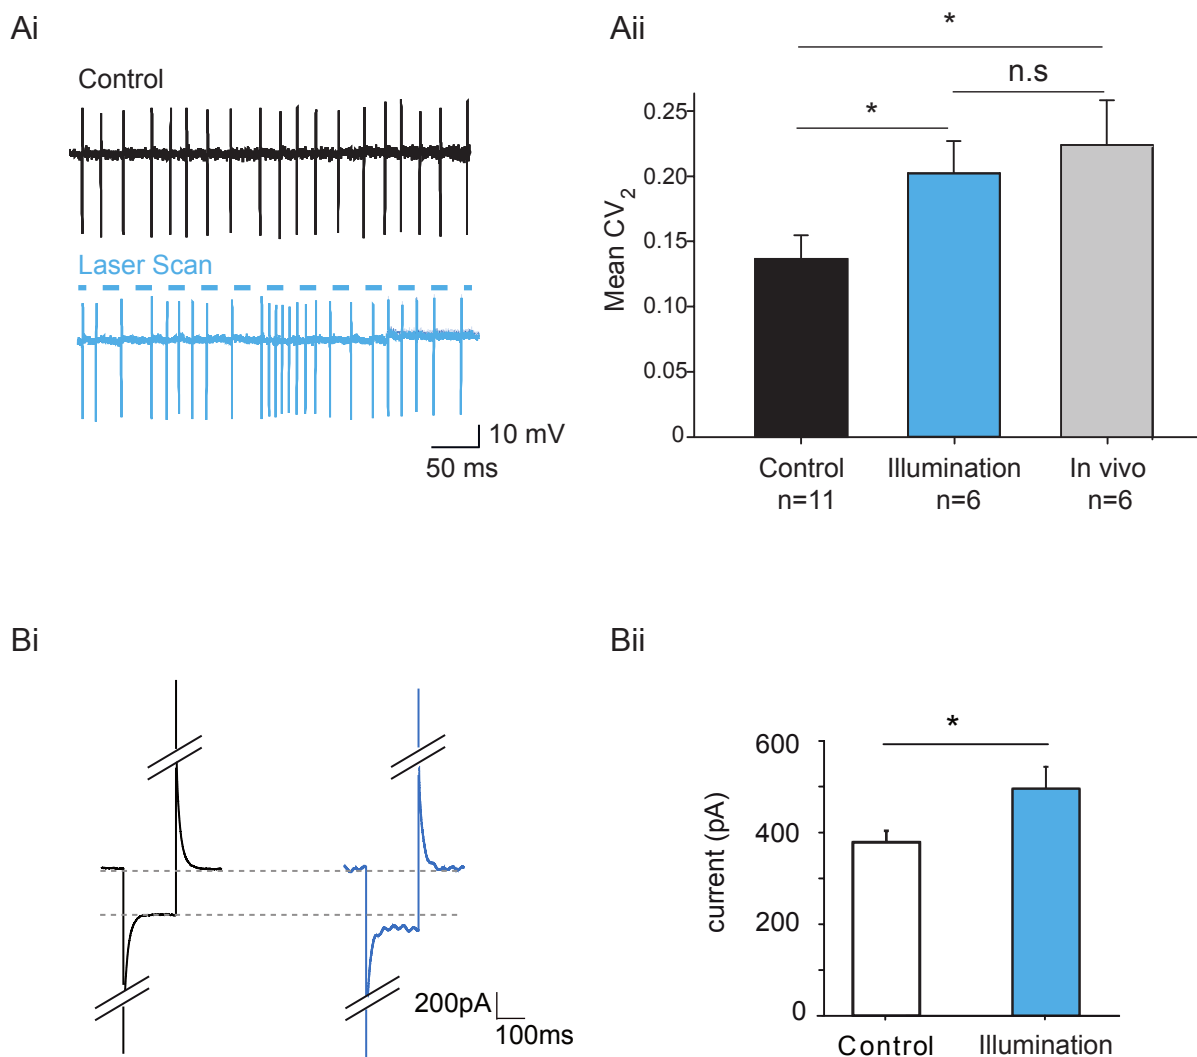 Ai
Control
Laser Scan
10 mV
50 ms
Aii
*
n.s
*
Mean CV2
0.25
0.20
0.15
0.10
0.05
0
Control
n=11
Illumination
n=6
In vivo
n=6
Bi
200pA
100ms
Bii
*
current (pA)
600
400
200
0
Control
Illumination